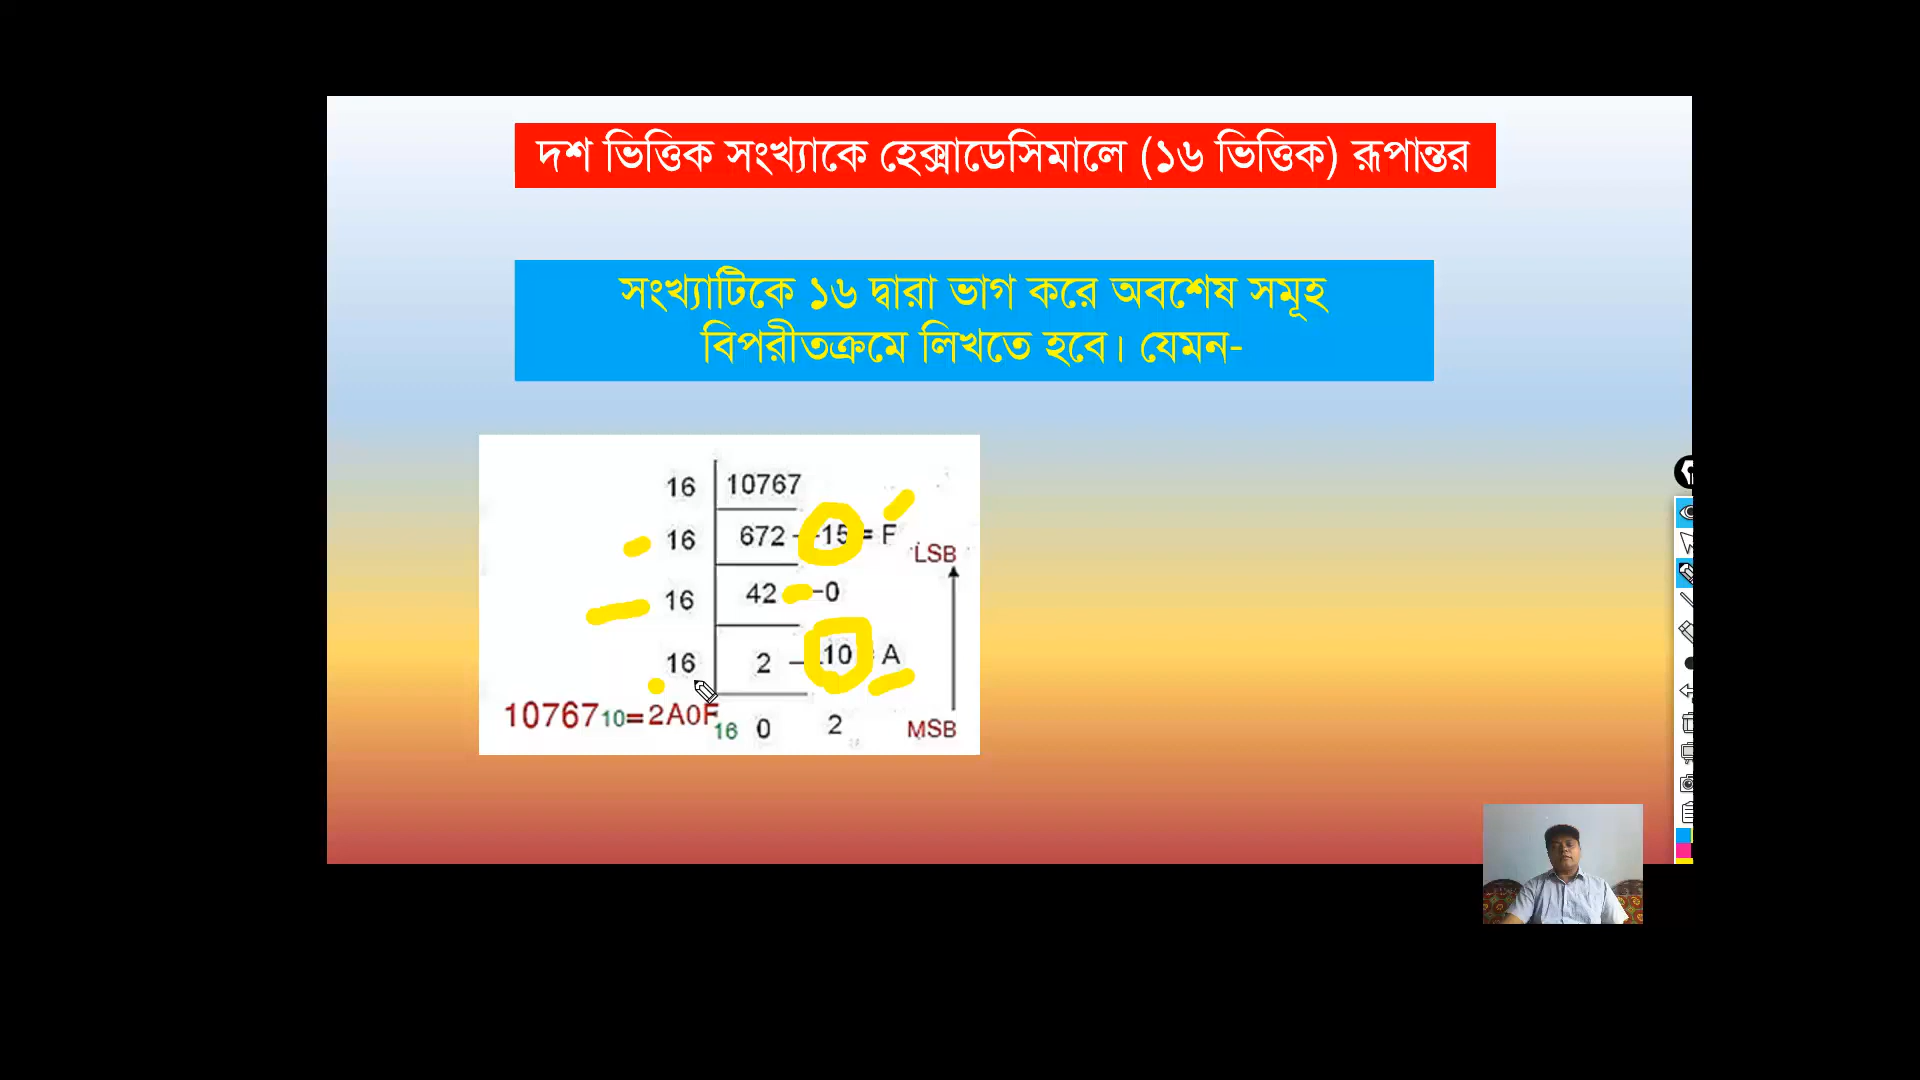 দশ ভিত্তিক সংখ্যাকে হেক্সাডেসিমালে (১৬ ভিত্তিক) রূপান্তর
সংখ্যাটিকে ১৬ দ্বারা ভাগ করে অবশেষ সমূহ
বিপরীতক্রমে লিখতে হবে। যেমন-
16 10767
16 672 -15 = F
LSB
16 42 -0
16 2 -10 = A
10767₁₀=2A0F₁₆ 0 2 MSB